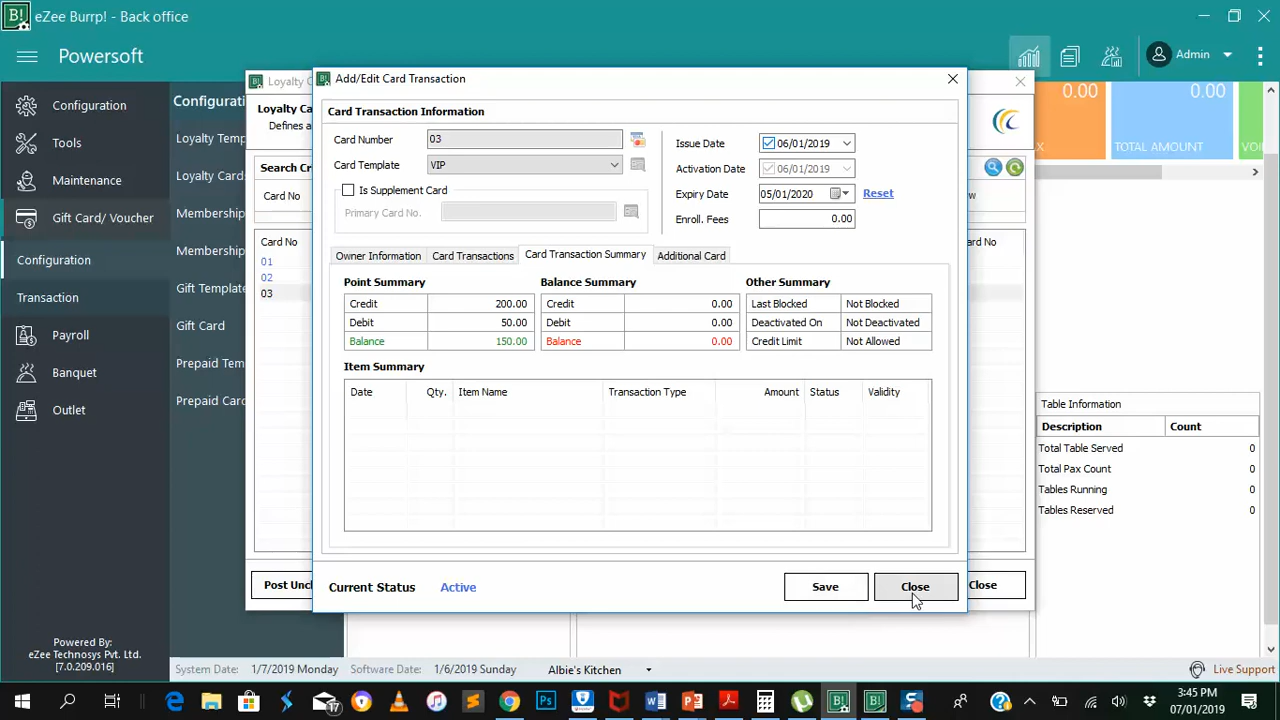 eZee Burrp! - Back office
Powersoft
Admin
Configuration
Tools
Maintenance
Gift Card/ Voucher
Configuration
Transaction
Payroll
Banquet
Outlet
Powered By:
eZee Technosys Pvt. Ltd.
[7.0.209.016]
Configuratio
Loyalty Temp
Loyalty Cards
Membership
Membership
Gift Template
Gift Card
Prepaid Tem
Prepaid Card
Loyalty C
Loyalty Ca
Defines a
Search Cr
Card No
Card No
01
02
03
Post Uncl
Add/Edit Card Transaction
Card Transaction Information
Card Number 03
Card Template VIP
Is Supplement Card
Primary Card No.
Issue Date 06/01/2019
Activation Date 06/01/2019
Expiry Date 05/01/2020 Reset
Enroll. Fees 0.00
Owner Information Card Transactions Card Transaction Summary Additional Card
Point Summary Balance Summary Other Summary
Credit 200.00 Credit 0.00 Last Blocked Not Blocked
Debit 50.00 Debit 0.00 Deactivated On Not Deactivated
Balance 150.00 Balance 0.00 Credit Limit Not Allowed
Item Summary
Date Qty. Item Name Transaction Type Amount Status Validity
Current Status Active Save Close
w
rd No
Close
0.00 0.00
TOTAL AMOUNT VOI
Table Information
Description Count
Total Table Served 0
Total Pax Count 0
Tables Running 0
Tables Reserved 0
System Date: 1/7/2019 Monday Software Date: 1/6/2019 Sunday Albie's Kitchen Live Support
17
3:45 PM
07/01/2019